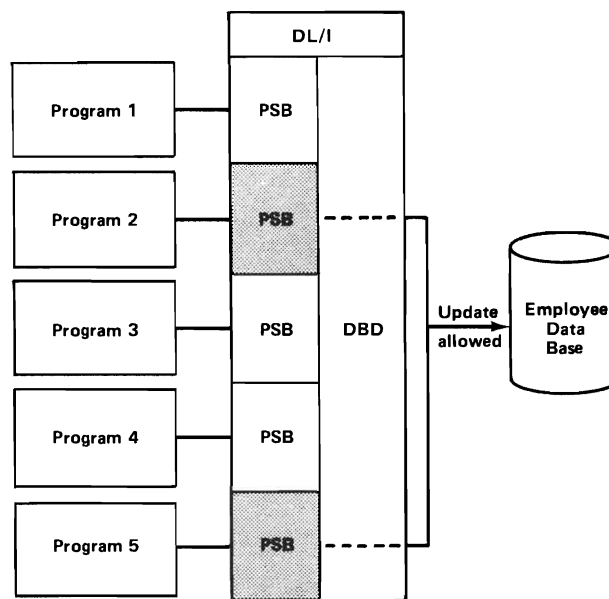 DL/I
Program 1
PSB
Program 2
PSB
Program 3
PSB
DBD
Update
allowed
Employee
Data
Base
Program 4
PSB
Program 5
PSB